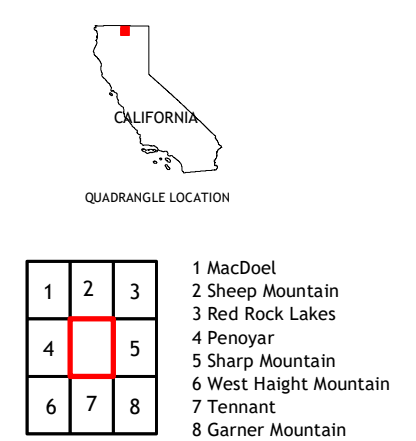 CALIFORNIA
QUADRANGLE LOCATION
1 2 3
4 5
6 7 8
1 MacDoel
2 Sheep Mountain
3 Red Rock Lakes
4 Penoyar
5 Sharp Mountain
6 West Haight Mountain
7 Tennant
8 Garner Mountain